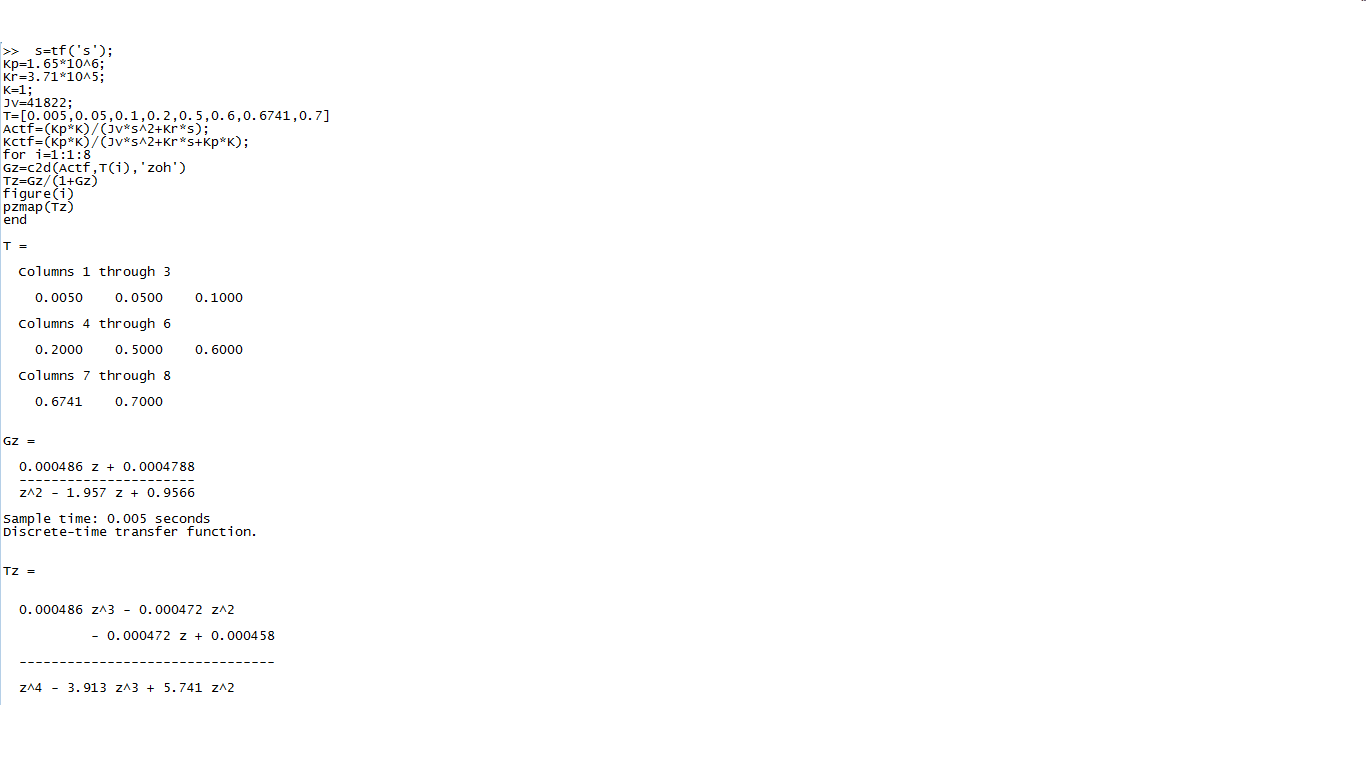 >>  s=tf('s');
Kp=1.65*10^6;
Kr=3.71*10^5;
K=1;
Jv=41822;
T=[0.005,0.05,0.1,0.2,0.5,0.6,0.6741,0.7]
Actf=(Kp*K)/(Jv*s^2+Kr*s);
Kctf=(Kp*K)/(Jv*s^2+Kr*s+Kp*K);
for i=1:1:8
Gz=c2d(Actf,T(i),'zoh')
Tz=Gz/(1+Gz)
figure(i)
pzmap(Tz)
end
T =
Columns 1 through 3
0.0050    0.0500    0.1000
Columns 4 through 6
0.2000    0.5000    0.6000
Columns 7 through 8
0.6741    0.7000
Gz =
0.000486 z + 0.0004788
----------------------
z^2 - 1.957 z + 0.9566
Sample time: 0.005 seconds
Discrete-time transfer function.
Tz =
0.000486 z^3 - 0.000472 z^2
- 0.000472 z + 0.000458
--------------------------------
z^4 - 3.913 z^3 + 5.741 z^2